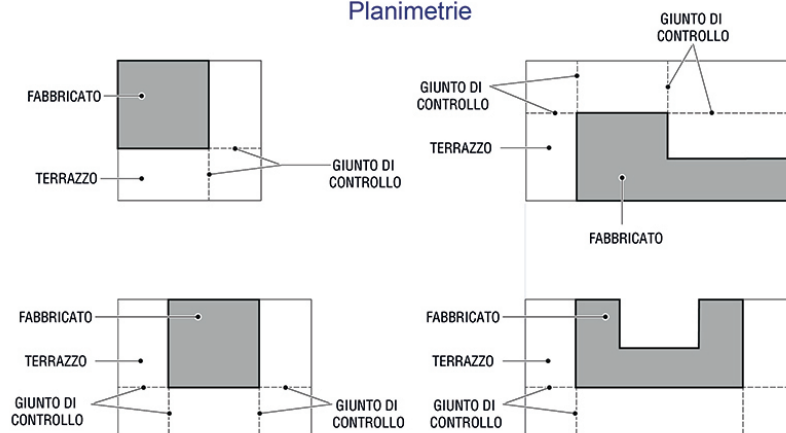 Planimetrie
FABBRICATO
TERRAZZO
GIUNTO DI
CONTROLLO
GIUNTO DI
CONTROLLO
GIUNTO DI
CONTROLLO
TERRAZZO
FABBRICATO
FABBRICATO
TERRAZZO
GIUNTO DI
CONTROLLO
GIUNTO DI
CONTROLLO
FABBRICATO
TERRAZZO
GIUNTO DI
CONTROLLO